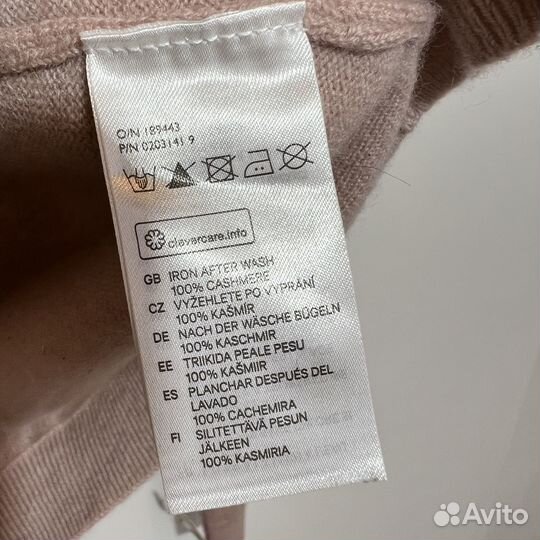 O/N 189443
P/N 0203141 9
clevercare.info
GB IRON AFTER WASH
100% CASHMERE
CZ VYŽEHLETE PO VYPRÁNÍ
100% KAŠMÍR
DE NACH DER WÄSCHE BÜGELN
100% KASCHMIR
EE TRIIKIDA PEALE PESU
100% KAŠMIIR
ES PLANCHAR DESPUÉS DEL
LAVADO
100% CACHEMIRA
FI SILITETTÄVÄ PESUN
JÄLKEEN
100% KASMIRIA
Avito